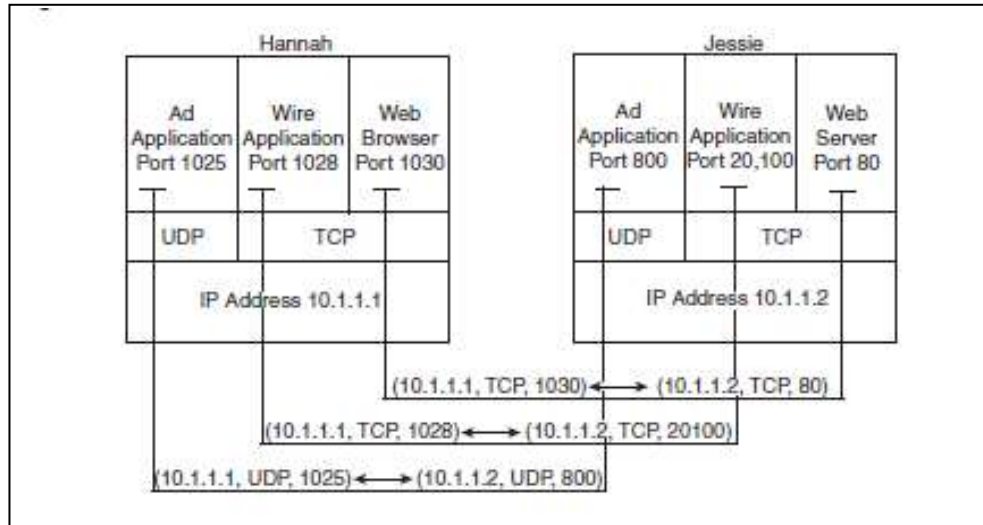 Hannah
Jessie
Ad
Application
Port 1025
Wire
Application
Port 1028
Web
Browser
Port 1030
Ad
Application
Port 800
Wire
Application
Port 20,100
Web
Server
Port 80
UDP
TCP
UDP
TCP
IP Address 10.1.1.1
IP Address 10.1.1.2
(10.1.1.1, TCP, 1030) (10.1.1.2, TCP, 80)
(10.1.1.1, TCP, 1028) (10.1.1.2, TCP, 20100)
(10.1.1.1, UDP, 1025) (10.1.1.2, UDP, 800)